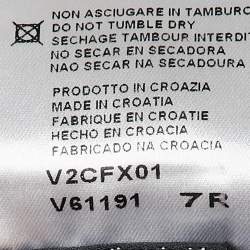 NON ASCIUGARE IN TAMBURO
DO NOT TUMBLE DRY
SECHAGE TAMBOUR INTERDIT
NO SECAR EN SECADORA
NAO SECAR NA SECADOURA
PRODOTTO IN CROAZIA
MADE IN CROATIA
FABRIQUE EN CROATIE
HECHO EN CROACIA
FABRICADO NA CROACIA
V2CFX01
V61191 7R